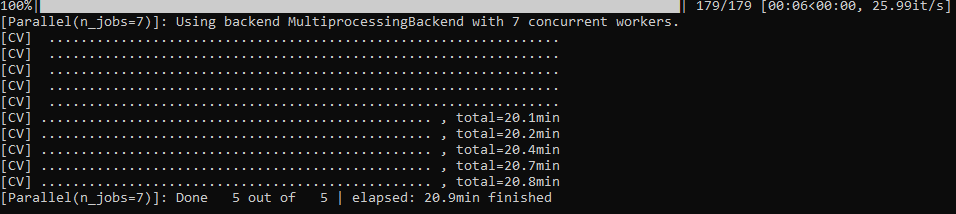 100%|██████████████████████████████████████████████████████████████████████████████████| 179/179 [00:06<00:00, 25.99it/s]
[Parallel(n_jobs=7)]: Using backend MultiprocessingBackend with 7 concurrent workers.
[CV]  ................................................................
[CV]  ................................................................
[CV]  ................................................................
[CV]  ................................................................
[CV]  ................................................................
[CV] ................................................. , total=20.1min
[CV] ................................................. , total=20.2min
[CV] ................................................. , total=20.4min
[CV] ................................................. , total=20.7min
[CV] ................................................. , total=20.8min
[Parallel(n_jobs=7)]: Done   5 out of   5 | elapsed: 20.9min finished